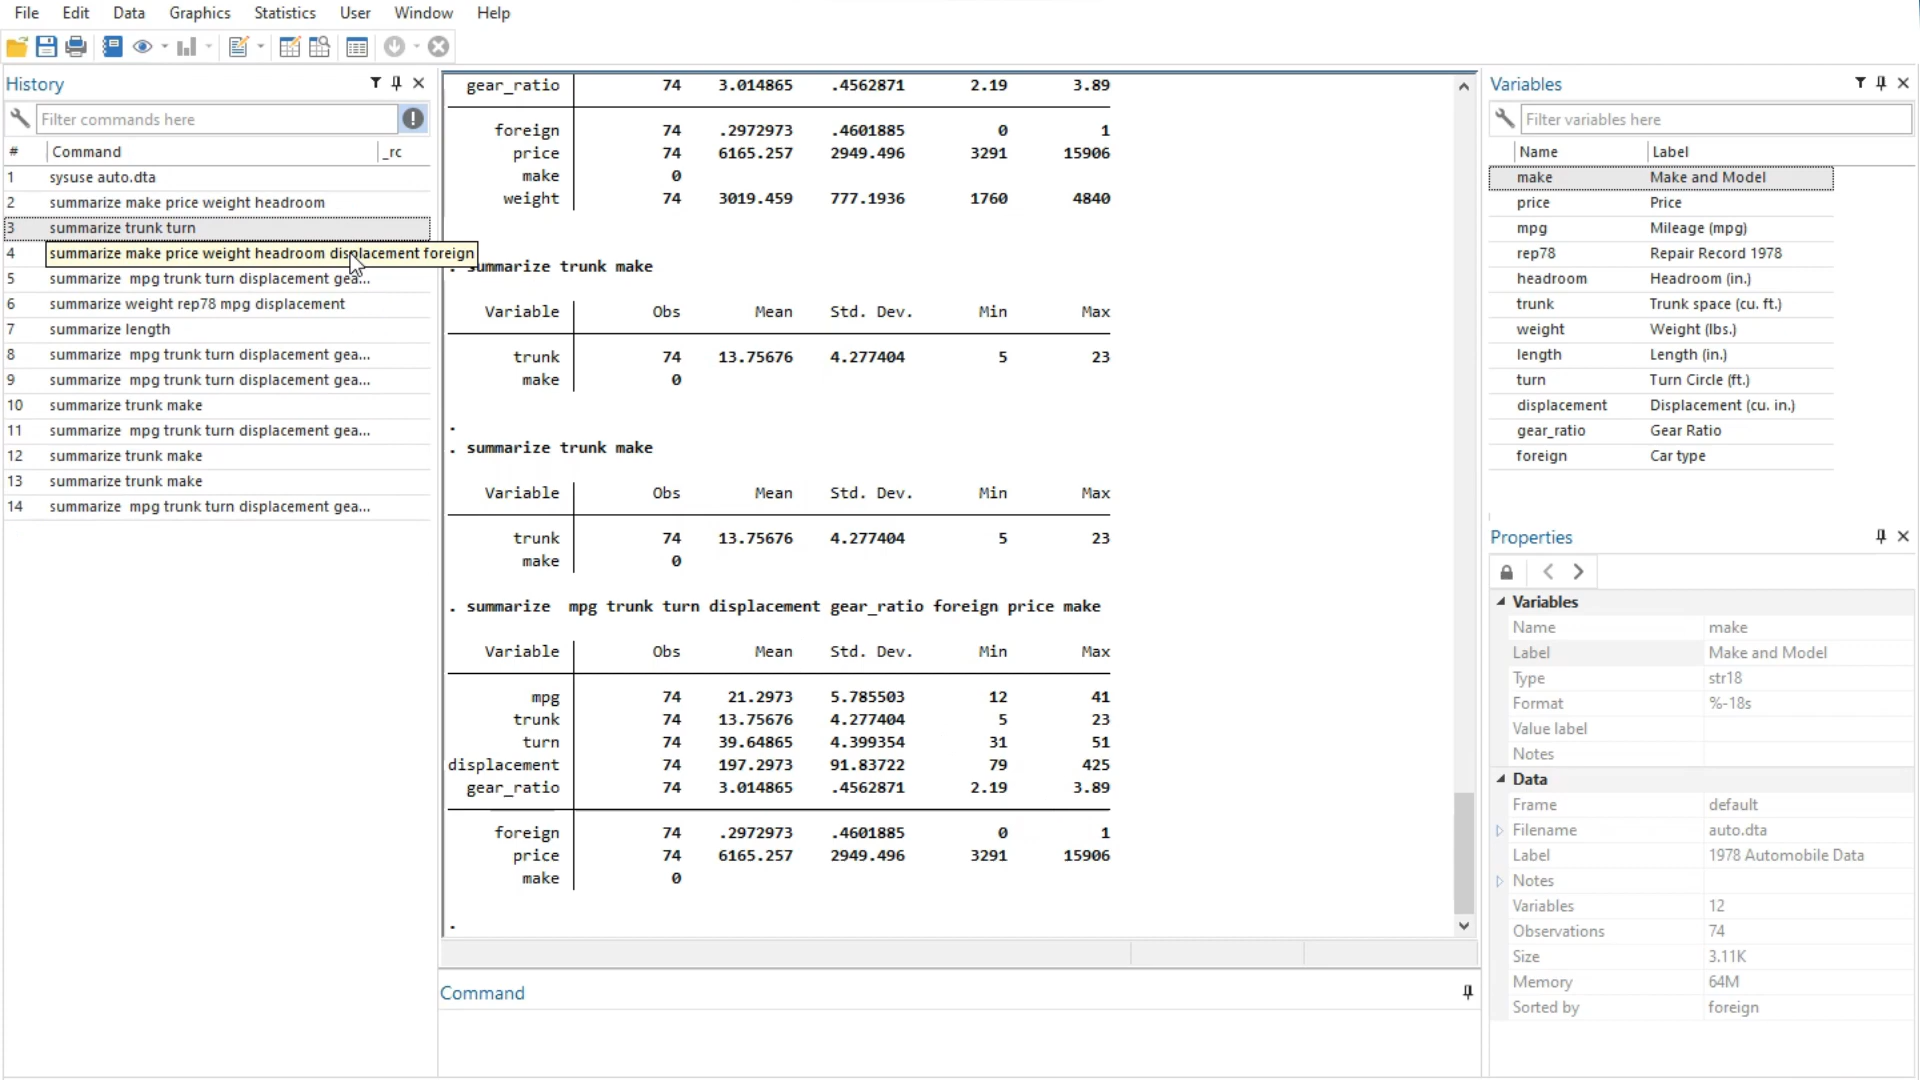 File Edit Data Graphics Statistics User Window Help
History
Filter commands here
# Command _rc
1 sysuse auto.dta
2 summarize make price weight headroom
3 summarize trunk turn
4 summarize make price weight headroom displacement foreign
5 summarize  mpg trunk turn displacement gea...
6 summarize weight rep78 mpg displacement
7 summarize length
8 summarize  mpg trunk turn displacement gea...
9 summarize  mpg trunk turn displacement gea...
10 summarize trunk make
11 summarize  mpg trunk turn displacement gea...
12 summarize trunk make
13 summarize trunk make
14 summarize  mpg trunk turn displacement gea...
gear_ratio 74 3.014865 .4562871 2.19 3.89
foreign 74 .2972973 .4601885 0 1
price 74 6165.257 2949.496 3291 15906
make 0
weight 74 3019.459 777.1936 1760 4840
. summarize trunk make
Variable Obs Mean Std. Dev. Min Max
trunk 74 13.75676 4.277404 5 23
make 0
.
. summarize trunk make
Variable Obs Mean Std. Dev. Min Max
trunk 74 13.75676 4.277404 5 23
make 0
. summarize  mpg trunk turn displacement gear_ratio foreign price make
Variable Obs Mean Std. Dev. Min Max
mpg 74 21.2973 5.785503 12 41
trunk 74 13.75676 4.277404 5 23
turn 74 39.64865 4.399354 31 51
displacement 74 197.2973 91.83722 79 425
gear_ratio 74 3.014865 .4562871 2.19 3.89
foreign 74 .2972973 .4601885 0 1
price 74 6165.257 2949.496 3291 15906
make 0
.
Command
Variables
Filter variables here
Name Label
make Make and Model
price Price
mpg Mileage (mpg)
rep78 Repair Record 1978
headroom Headroom (in.)
trunk Trunk space (cu. ft.)
weight Weight (lbs.)
length Length (in.)
turn Turn Circle (ft.)
displacement Displacement (cu. in.)
gear_ratio Gear Ratio
foreign Car type
Properties
Variables
Name make
Label Make and Model
Type str18
Format %-18s
Value label
Notes
Data
Frame default
Filename auto.dta
Label 1978 Automobile Data
Notes
Variables 12
Observations 74
Size 3.11K
Memory 64M
Sorted by foreign